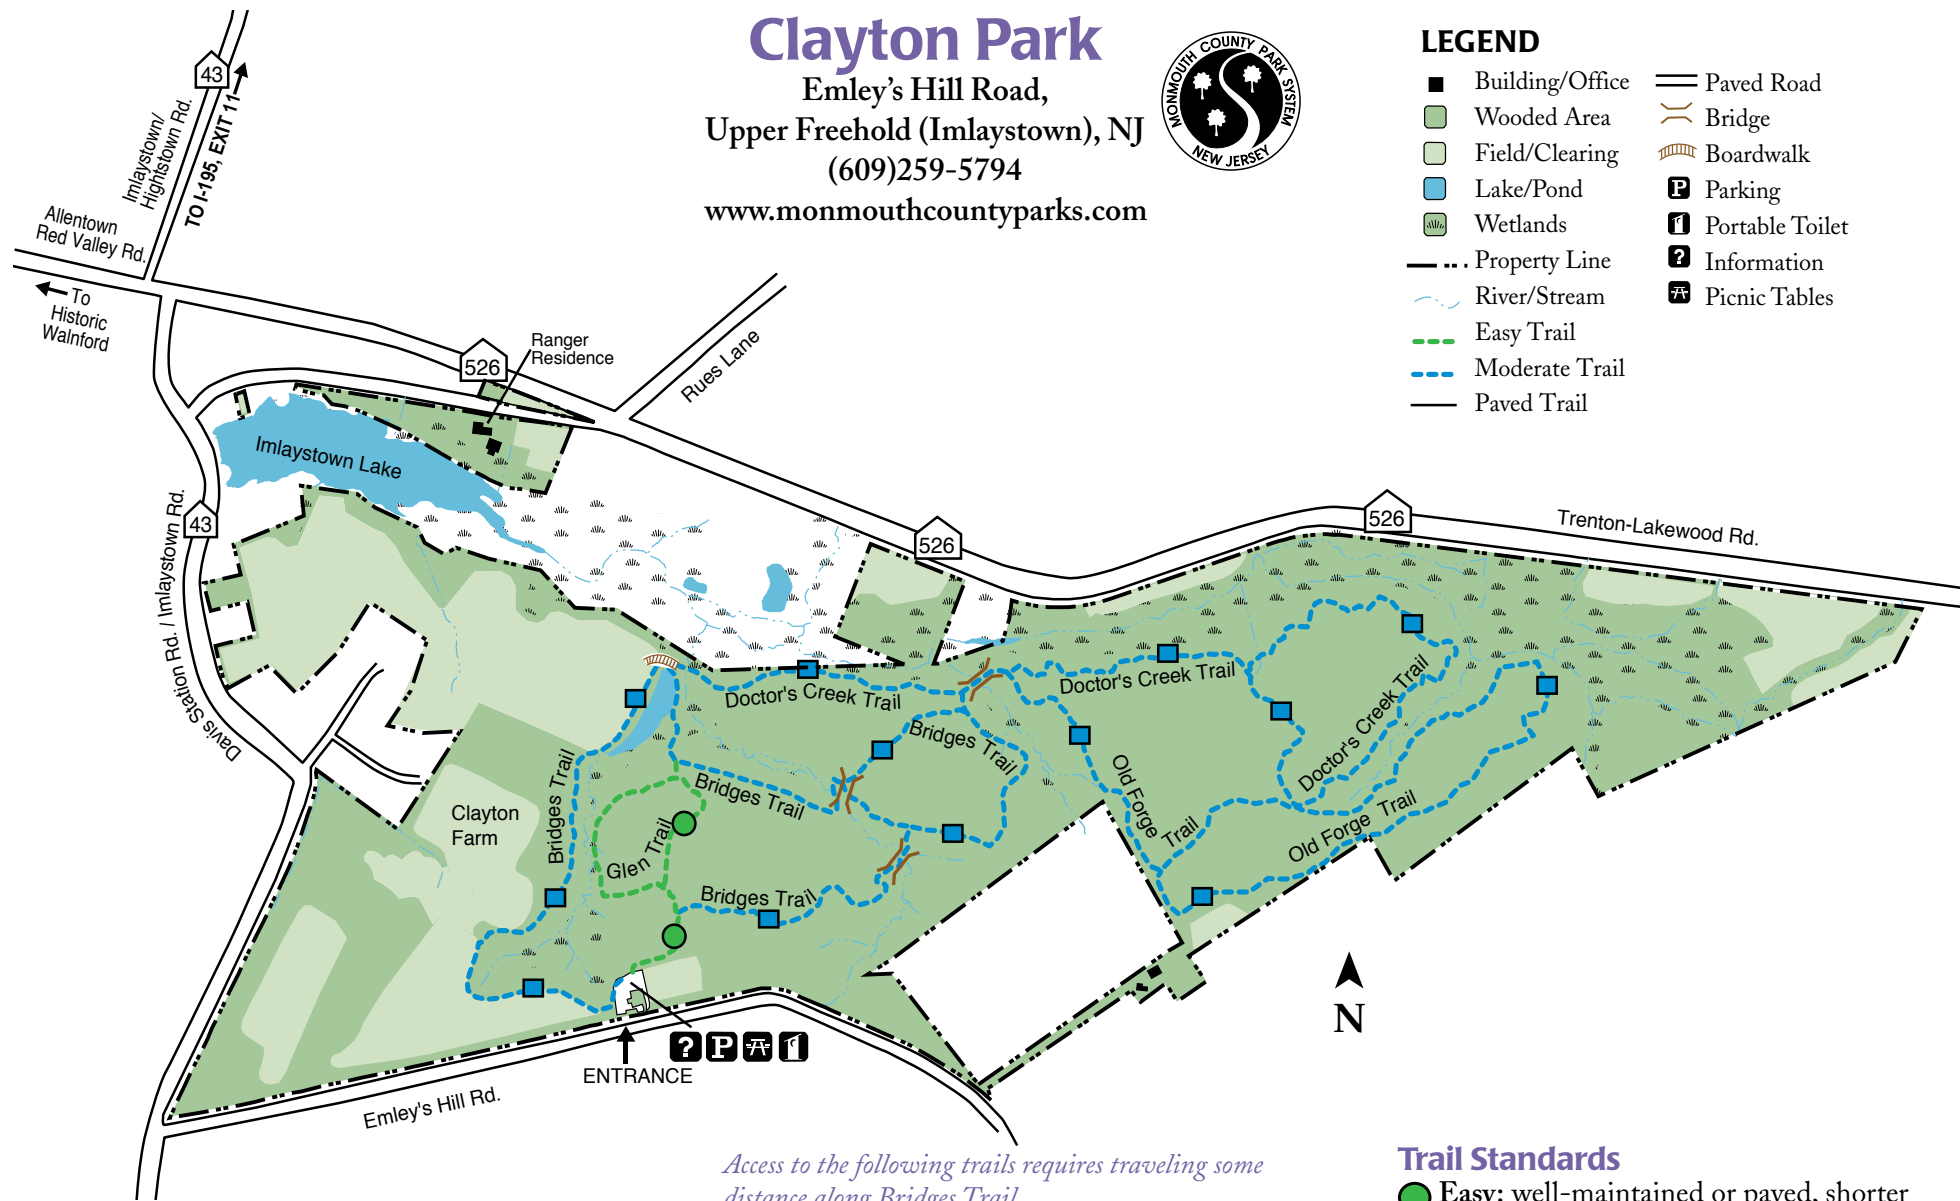 Clayton Park
Emley's Hill Road,
Upper Freehold (Imlaystown), NJ
(609)259-5794
www.monmouthcountyparks.com
MONMOUTH COUNTY PARK SYSTEM
NEW JERSEY
LEGEND
Building/Office
Wooded Area
Field/Clearing
Lake/Pond
Wetlands
Property Line
River/Stream
Easy Trail
Moderate Trail
Paved Trail
Paved Road
Bridge
Boardwalk
P Parking
Portable Toilet
? Information
Picnic Tables
43
Imlaystown/
Hightstown Rd.
TO I-195, EXIT 11
Allentown
Red Valley Rd.
To
Historic
Walnford
526
Ranger
Residence
Rues Lane
Imlaystown Lake
43
Davis Station Rd. / Imlaystown Rd.
526
526
Trenton-Lakewood Rd.
Doctor's Creek Trail
Doctor's Creek Trail
Doctor's Creek Trail
Bridges Trail
Bridges Trail
Bridges Trail
Bridges Trail
Glen Trail
Old Forge Trail
Old Forge Trail
Clayton
Farm
? P
ENTRANCE
Emley's Hill Rd.
N
Access to the following trails requires traveling some
distance along Bridges Trail
Trail Standards
Easy: well-maintained or paved, shorter